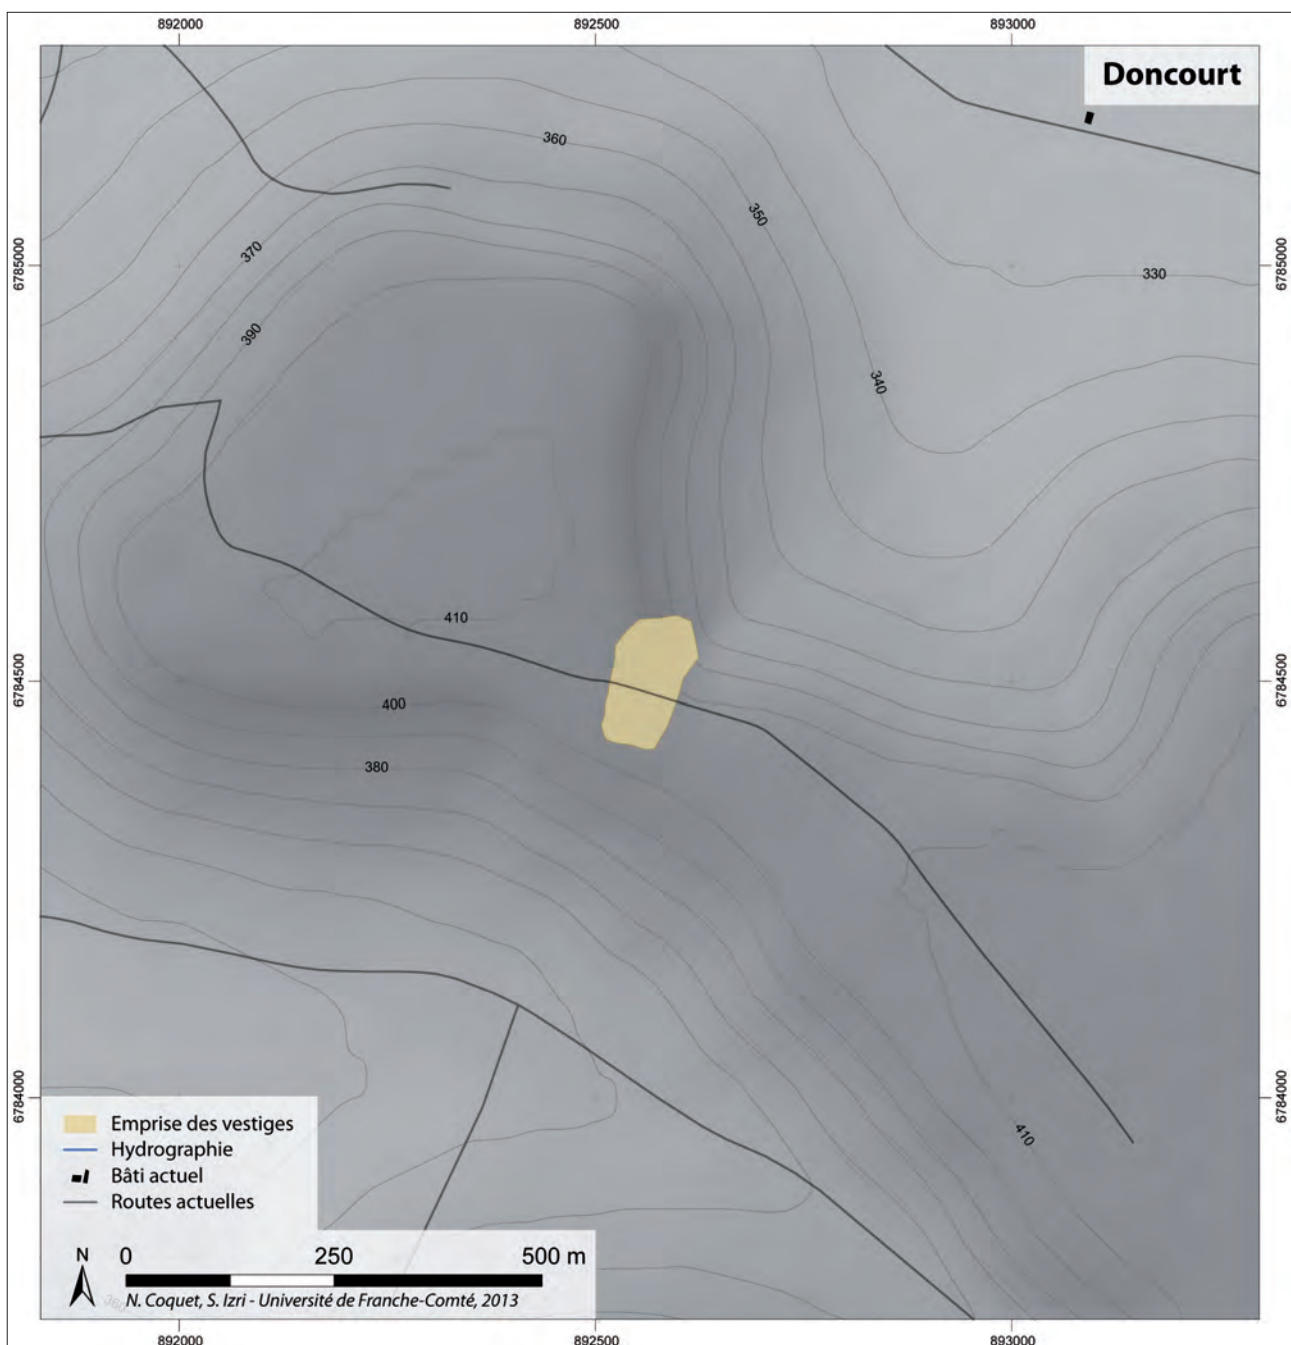 892000 892500 893000
Doncourt
360
350
370
6785000 6785000
330
390
340
410
6784500 6784500
400
380
6784000 6784000
410
Emprise des vestiges
Hydrographie
Bâti actuel
Routes actuelles
N 0 250 500 m
N. Coquet, S. Izri - Université de Franche-Comté, 2013
360
892000 892500 893000